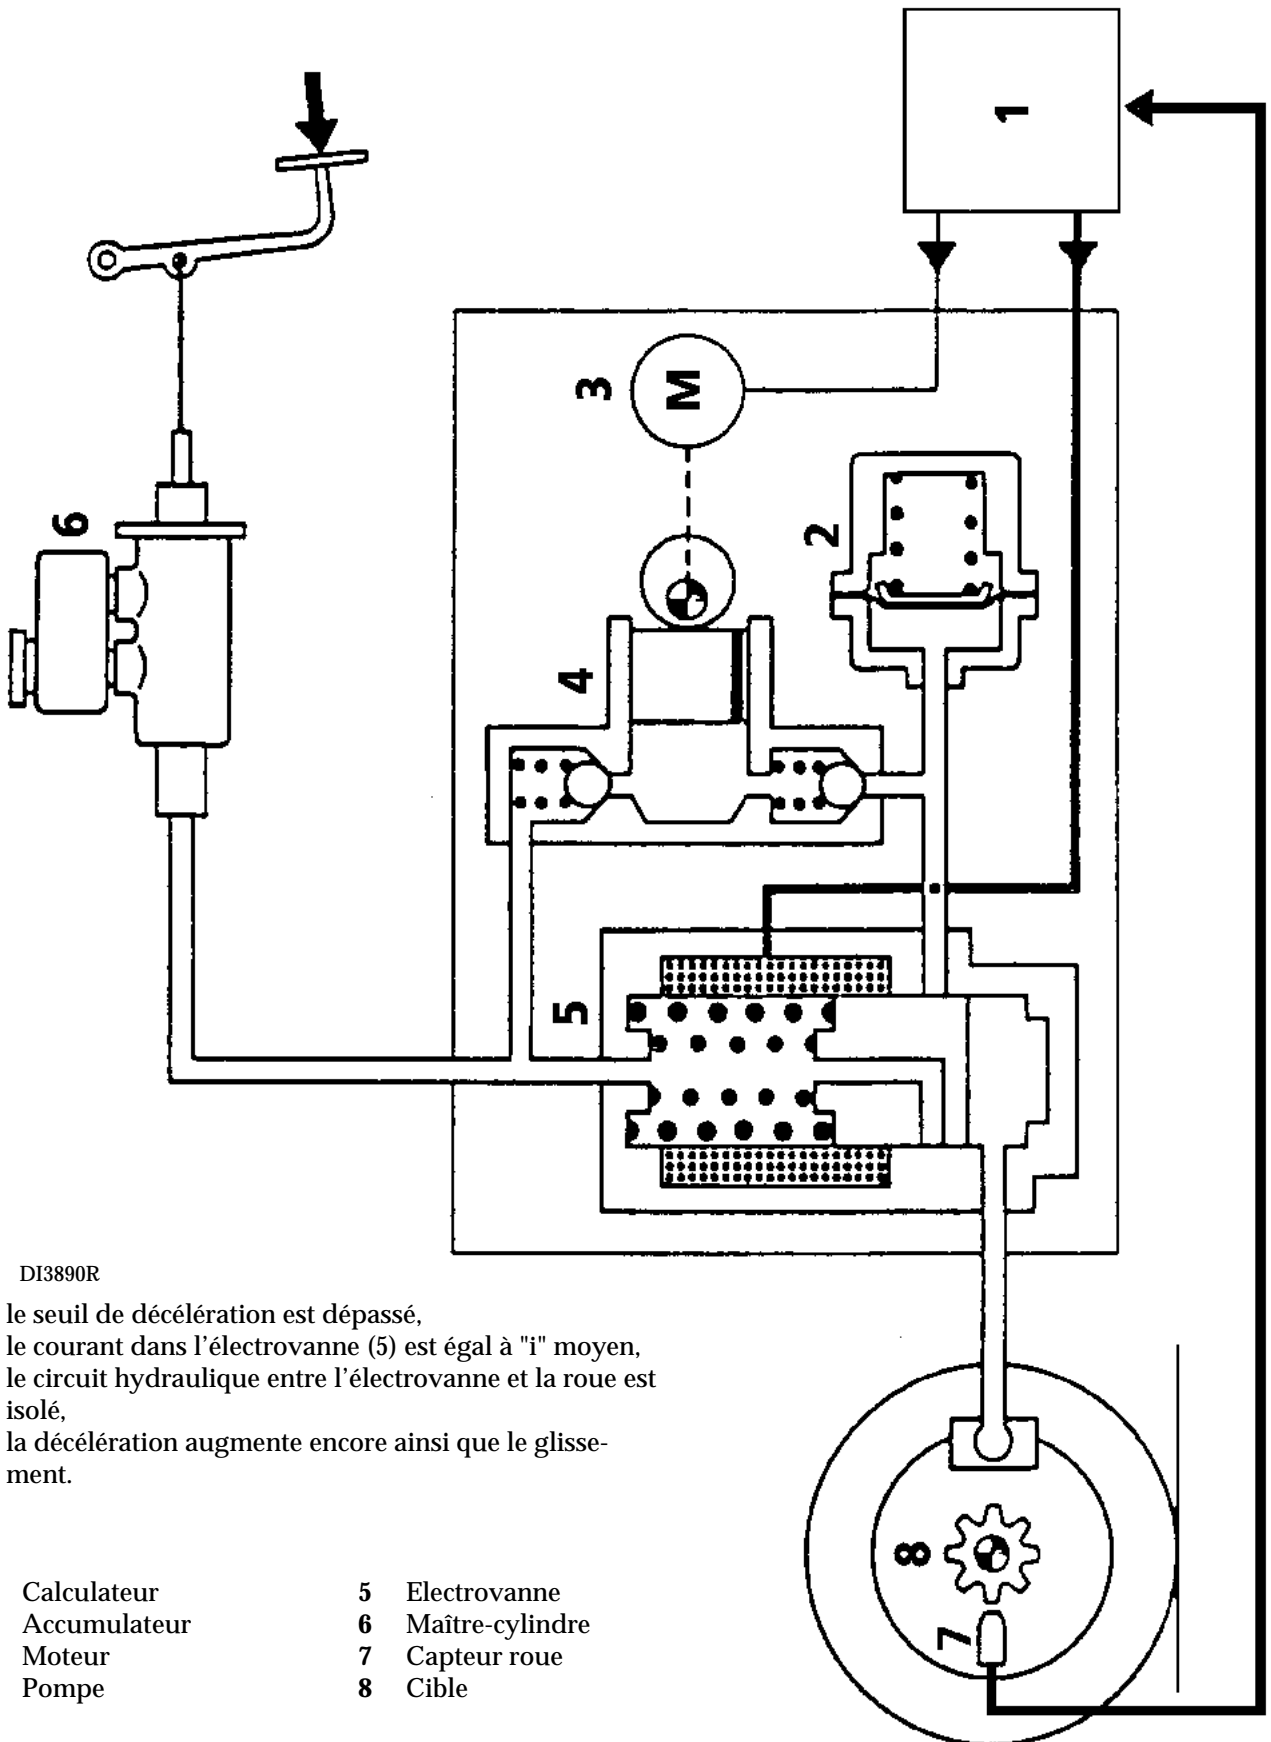 1
3
M
6
2
4
5
DI3890R
le seuil de décélération est dépassé,
le courant dans l'électrovanne (5) est égal à "i" moyen,
le circuit hydraulique entre l'électrovanne et la roue est
isolé,
la décélération augmente encore ainsi que le glisse-
ment.
8
7
Calculateur 5 Electrovanne
Accumulateur 6 Maître-cylindre
Moteur 7 Capteur roue
Pompe 8 Cible